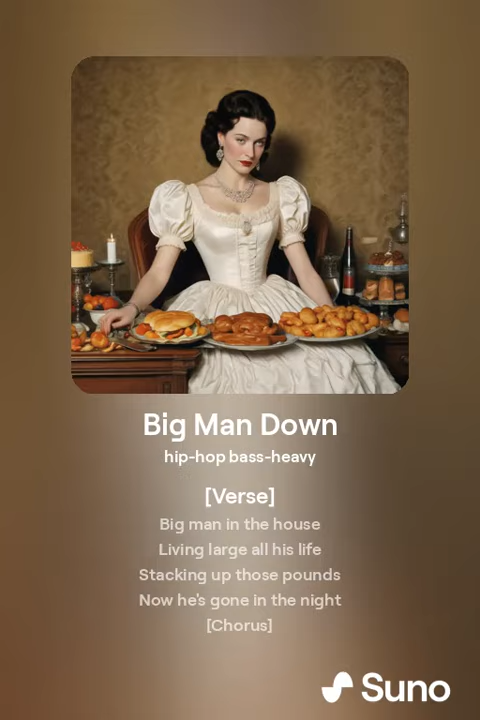 Big Man Down
hip-hop bass-heavy
[Verse]
Big man in the house
Living large all his life
Stacking up those pounds
Now he's gone in the night
[Chorus]
Suno